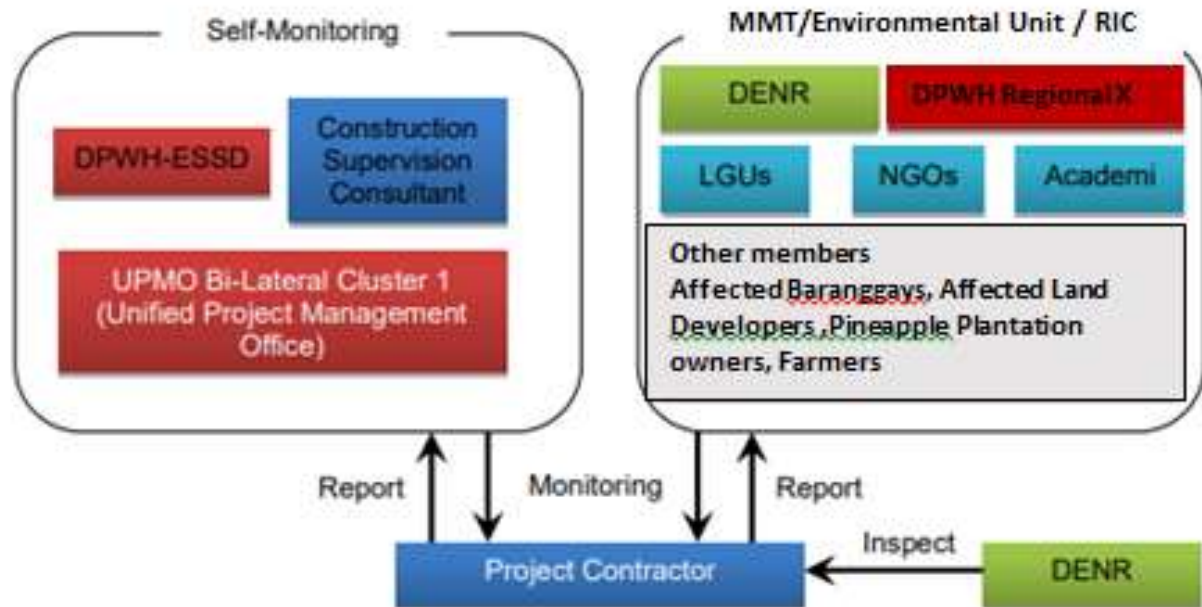 Self-Monitoring
DPWH-ESSD
Construction
Supervision
Consultant
UPMO Bi-Lateral Cluster 1
(Unified Project Management
Office)
MMT/Environmental Unit / RIC
DENR
DPWH RegionalX
LGUs
NGOs
Academi
Other members
Affected Baranggays, Affected Land
Developers ,Pineapple Plantation
owners, Farmers
Report
Monitoring
Report
Inspect
Project Contractor
DENR